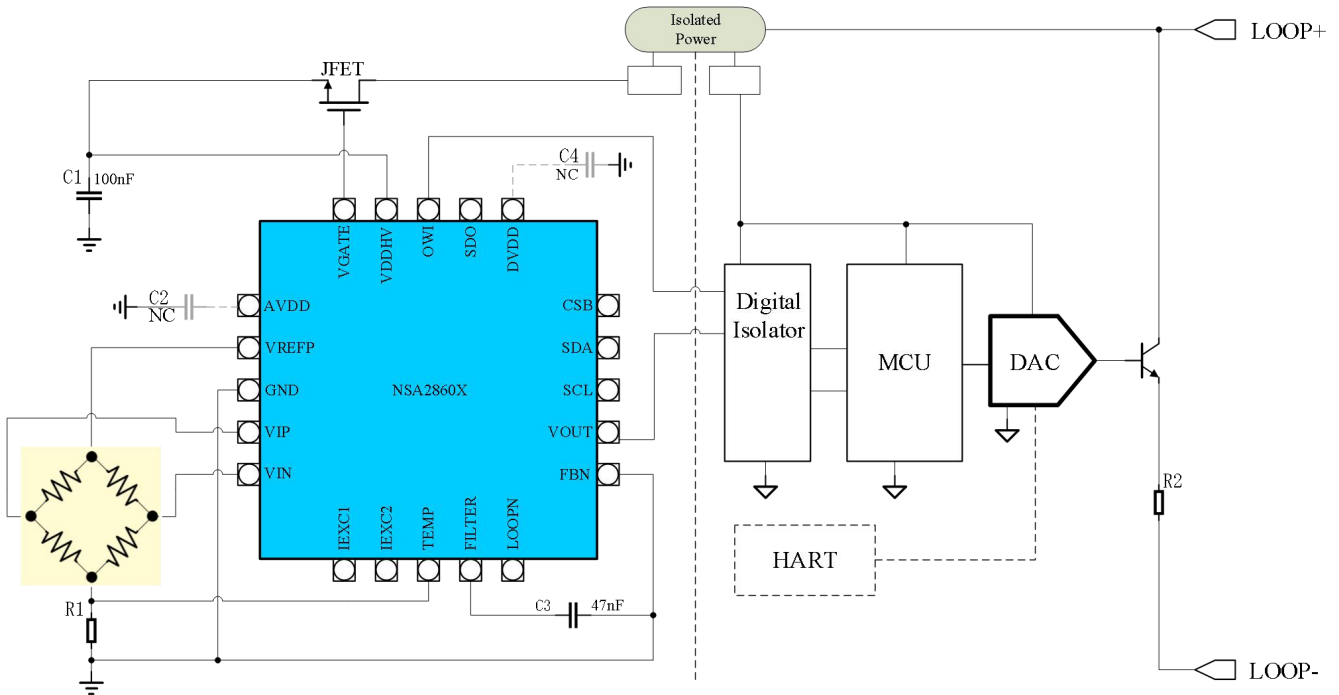 Isolated
Power
LOOP+
JFET
C4
NC
C1 100nF
VGATE
VDDHV
OWI
SDO
DVDD
C2
NC
AVDD
CSB
Digital
Isolator
VREFP
SDA
MCU
DAC
GND
NSA2860X
SCL
VIP
VOUT
VIN
FBN
R2
IEXC1
IEXC2
TEMP
FILTER
LOOPN
HART
R1
C3
47nF
LOOP-